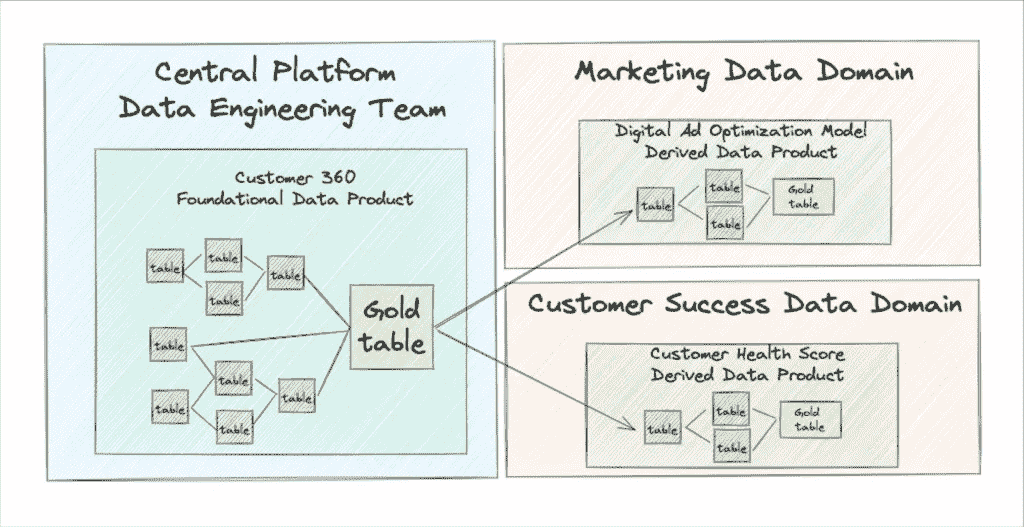 Central Platform
Data Engineering Team
Customer 360
Foundational Data Product
table
table
table
table
Gold
table
table
table
table
table
table
Marketing Data Domain
Digital Ad Optimization Model
Derived Data Product
table
table
table
Gold
table
Customer Success Data Domain
Customer Health Score
Derived Data Product
table
table
table
Gold
table